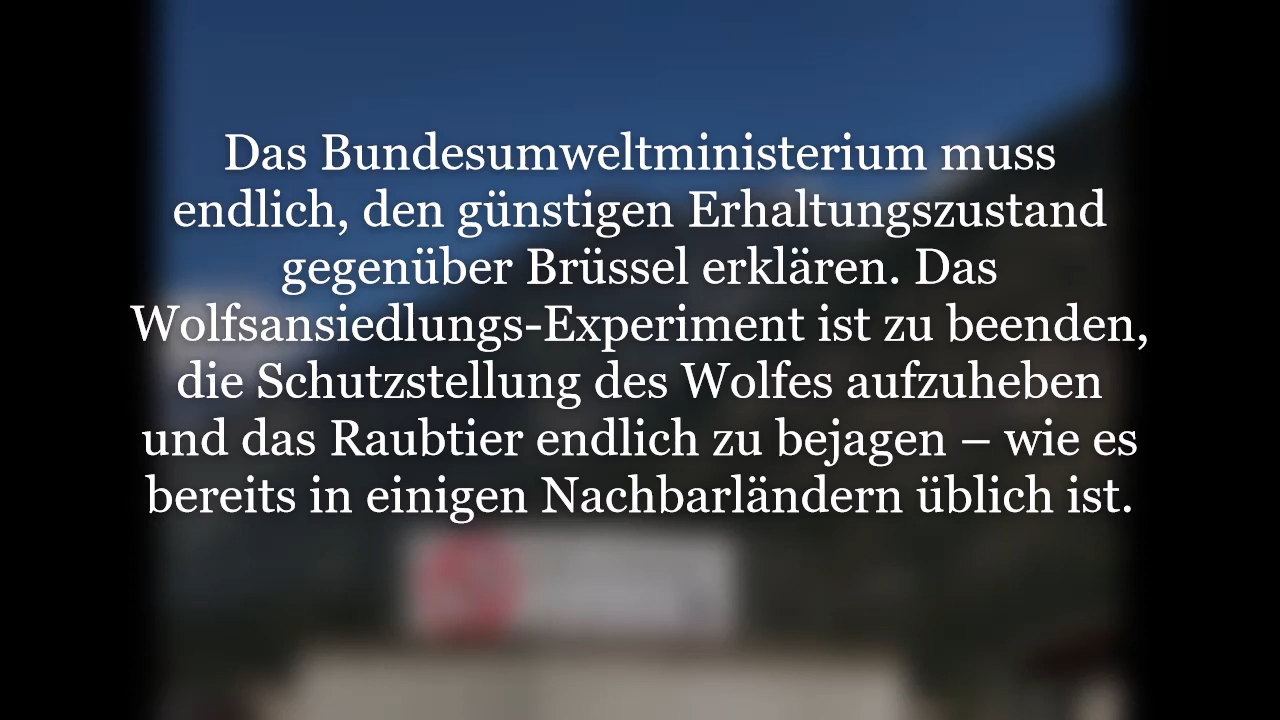 Das Bundesumweltministerium muss
endlich, den günstigen Erhaltungszustand
gegenüber Brüssel erklären. Das
Wolfsansiedlungs-Experiment ist zu beenden,
die Schutzstellung des Wolfes aufzuheben
und das Raubtier endlich zu bejagen – wie es
bereits in einigen Nachbarländern üblich ist.